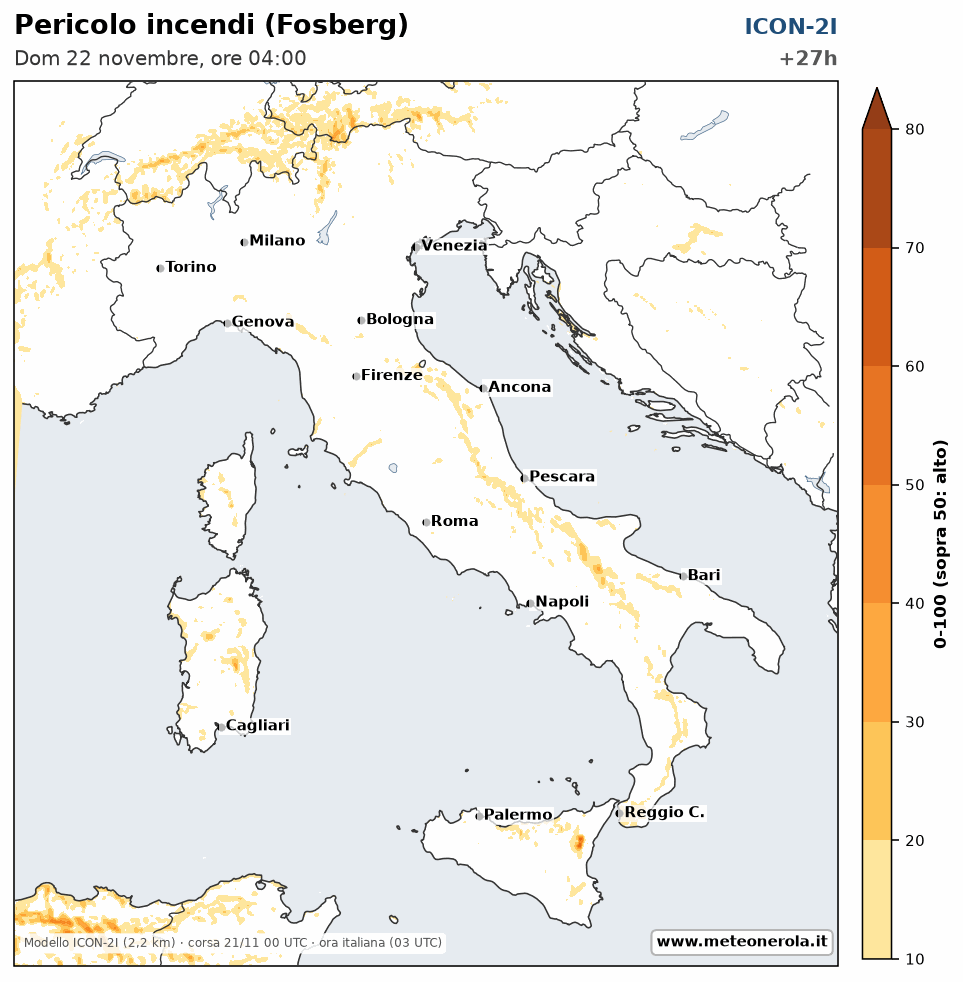 Pericolo incendi (Fosberg)
ICON-2I
Dom 22 novembre, ore 04:00
+27h
80
70
60
50
40
30
20
10
0-100 (sopra 50: alto)
Milano
Venezia
Torino
Genova
Bologna
Firenze
Ancona
Pescara
Roma
Bari
Napoli
Cagliari
Palermo
Reggio C.
Modello ICON-2I (2,2 km) · corsa 21/11 00 UTC · ora italiana (03 UTC)
www.meteonerola.it